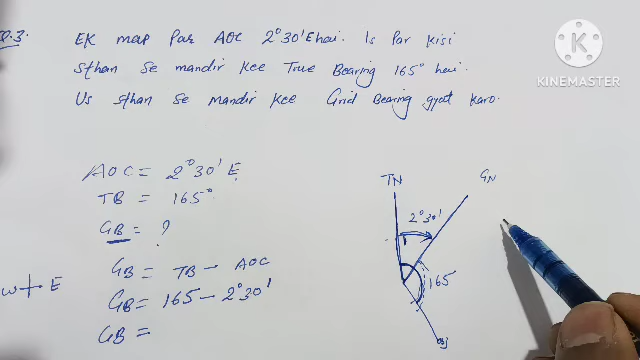 Q.3. EK map Par AOC 2°30'E hai. Is Par Kisi
Sthan Se mandir Kee True Bearing 165° hai.
Us Sthan Se mandir Kee Grid Bearing gyat Karo.
K
KINEMASTER
AOC = 2°30' E
TB = 165°
GB = ?
GB = TB - AOC
GB = 165 - 2°30'
GB =
W E
TN
GN
2°30'
165
obj